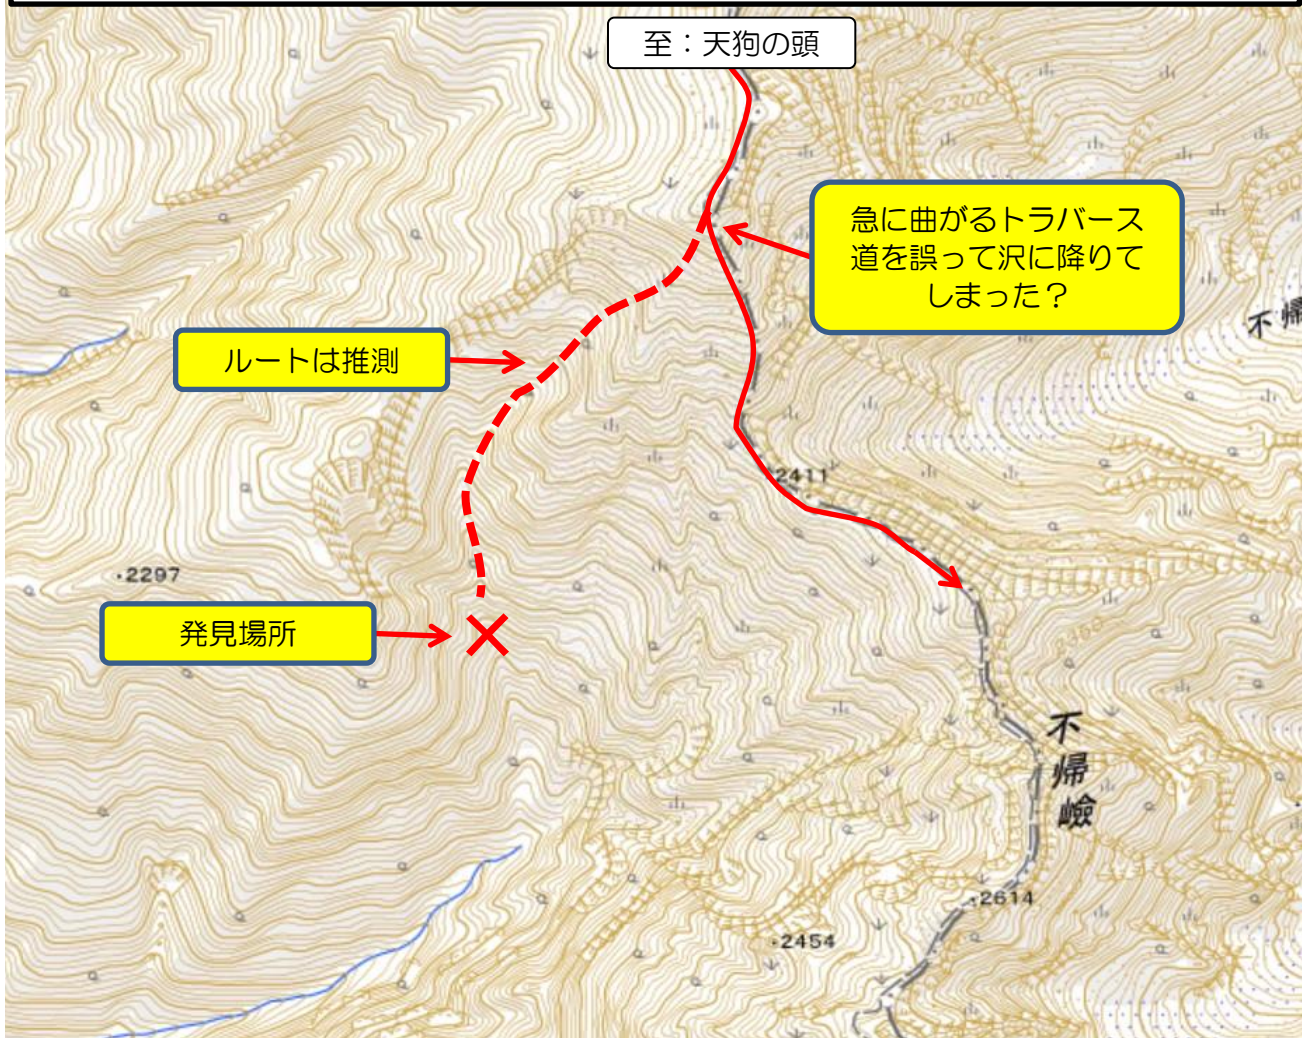 至：天狗の頭
急に曲がるトラバース
道を誤って沢に降りて
しまった？
不帰
ルートは推測
2411
・2297
発見場所
不帰嶮
・2614
・2454